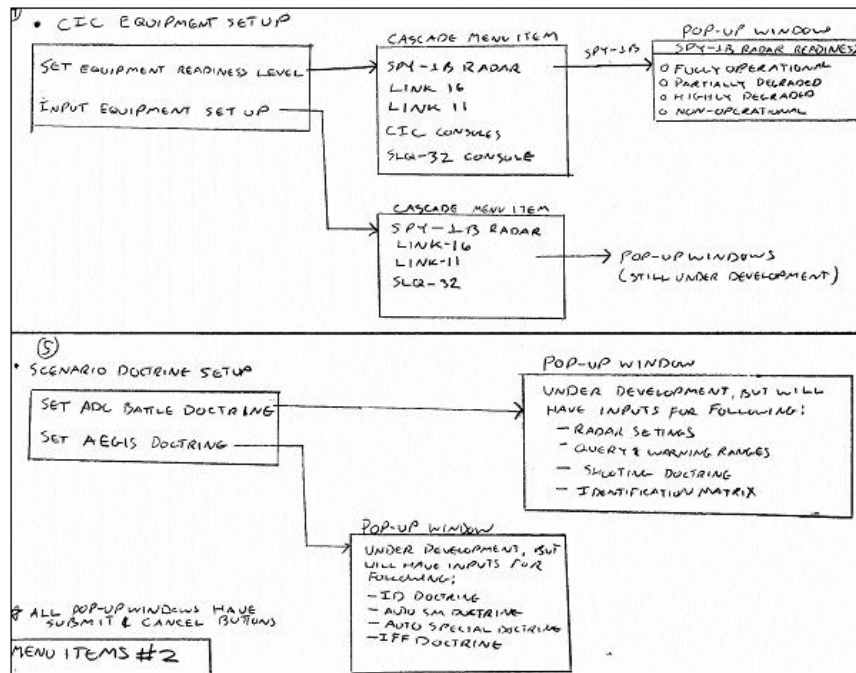 • CIC EQUIPMENT SETUP
SET EQUIPMENT READINESS LEVEL
INPUT EQUIPMENT SET UP
CASCADE MENU ITEM
SPY-1B RADAR
LINK 16
LINK 11
CIC CONSOLES
SLQ-32 CONSOLE
SPY-1B
POP-UP WINDOW
SPY-1B RADAR READINESS
O FULLY OPERATIONAL
O PARTIALLY DEGRADED
O HIGHLY DEGRADED
O NON-OPERATIONAL
CASCADE MENU ITEM
SPY-1B RADAR
LINK-16
LINK-11
SLQ-32
POP-UP WINDOWS
(STILL UNDER DEVELOPMENT)
⑤
• SCENARIO DOCTRINE SETUP
SET ADC BATTLE DOCTRINE
SET AEGIS DOCTRINE
POP-UP WINDOW
UNDER DEVELOPMENT, BUT WILL
HAVE INPUTS FOR FOLLOWING:
- RADAR SETINGS
- QUERY & WARNING RANGES
- SHOOTING DOCTRINE
- IDENTIFICATION MATRIX
POP-UP WINDOW
UNDER DEVELOPMENT, BUT
WILL HAVE INPUTS FOR
FOLLOWING:
- ID DOCTRINE
- AUTO SM DOCTRINE
- AUTO SPECIAL DOCTRINE
- IFF DOCTRINE
* ALL POP-UP WINDOWS HAVE
SUBMIT & CANCEL BUTTONS
MENU ITEMS #2